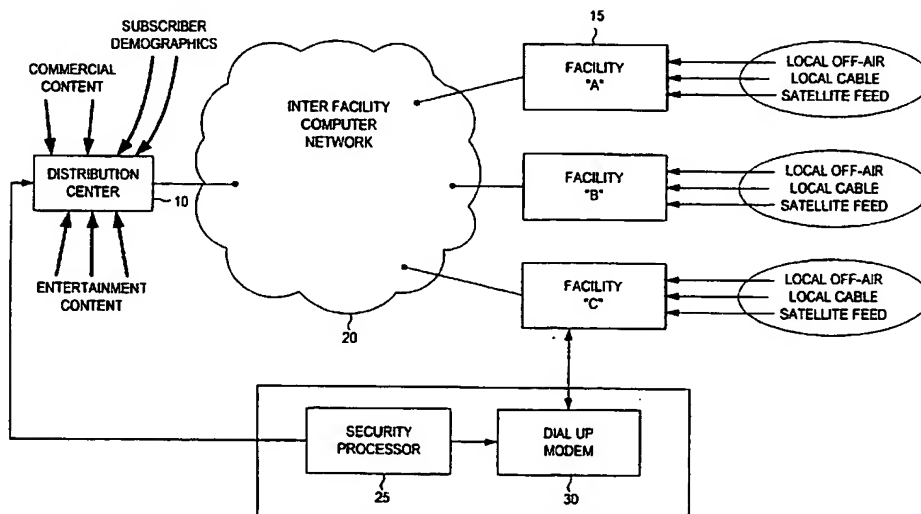 SUBSCRIBER
DEMOGRAPHICS
COMMERCIAL
CONTENT
DISTRIBUTION
CENTER
10
ENTERTAINMENT
CONTENT
INTER FACILITY
COMPUTER
NETWORK
20
15
FACILITY
"A"
LOCAL OFF-AIR
LOCAL CABLE
SATELLITE FEED
FACILITY
"B"
LOCAL OFF-AIR
LOCAL CABLE
SATELLITE FEED
FACILITY
"C"
LOCAL OFF-AIR
LOCAL CABLE
SATELLITE FEED
SECURITY
PROCESSOR
25
DIAL UP
MODEM
30